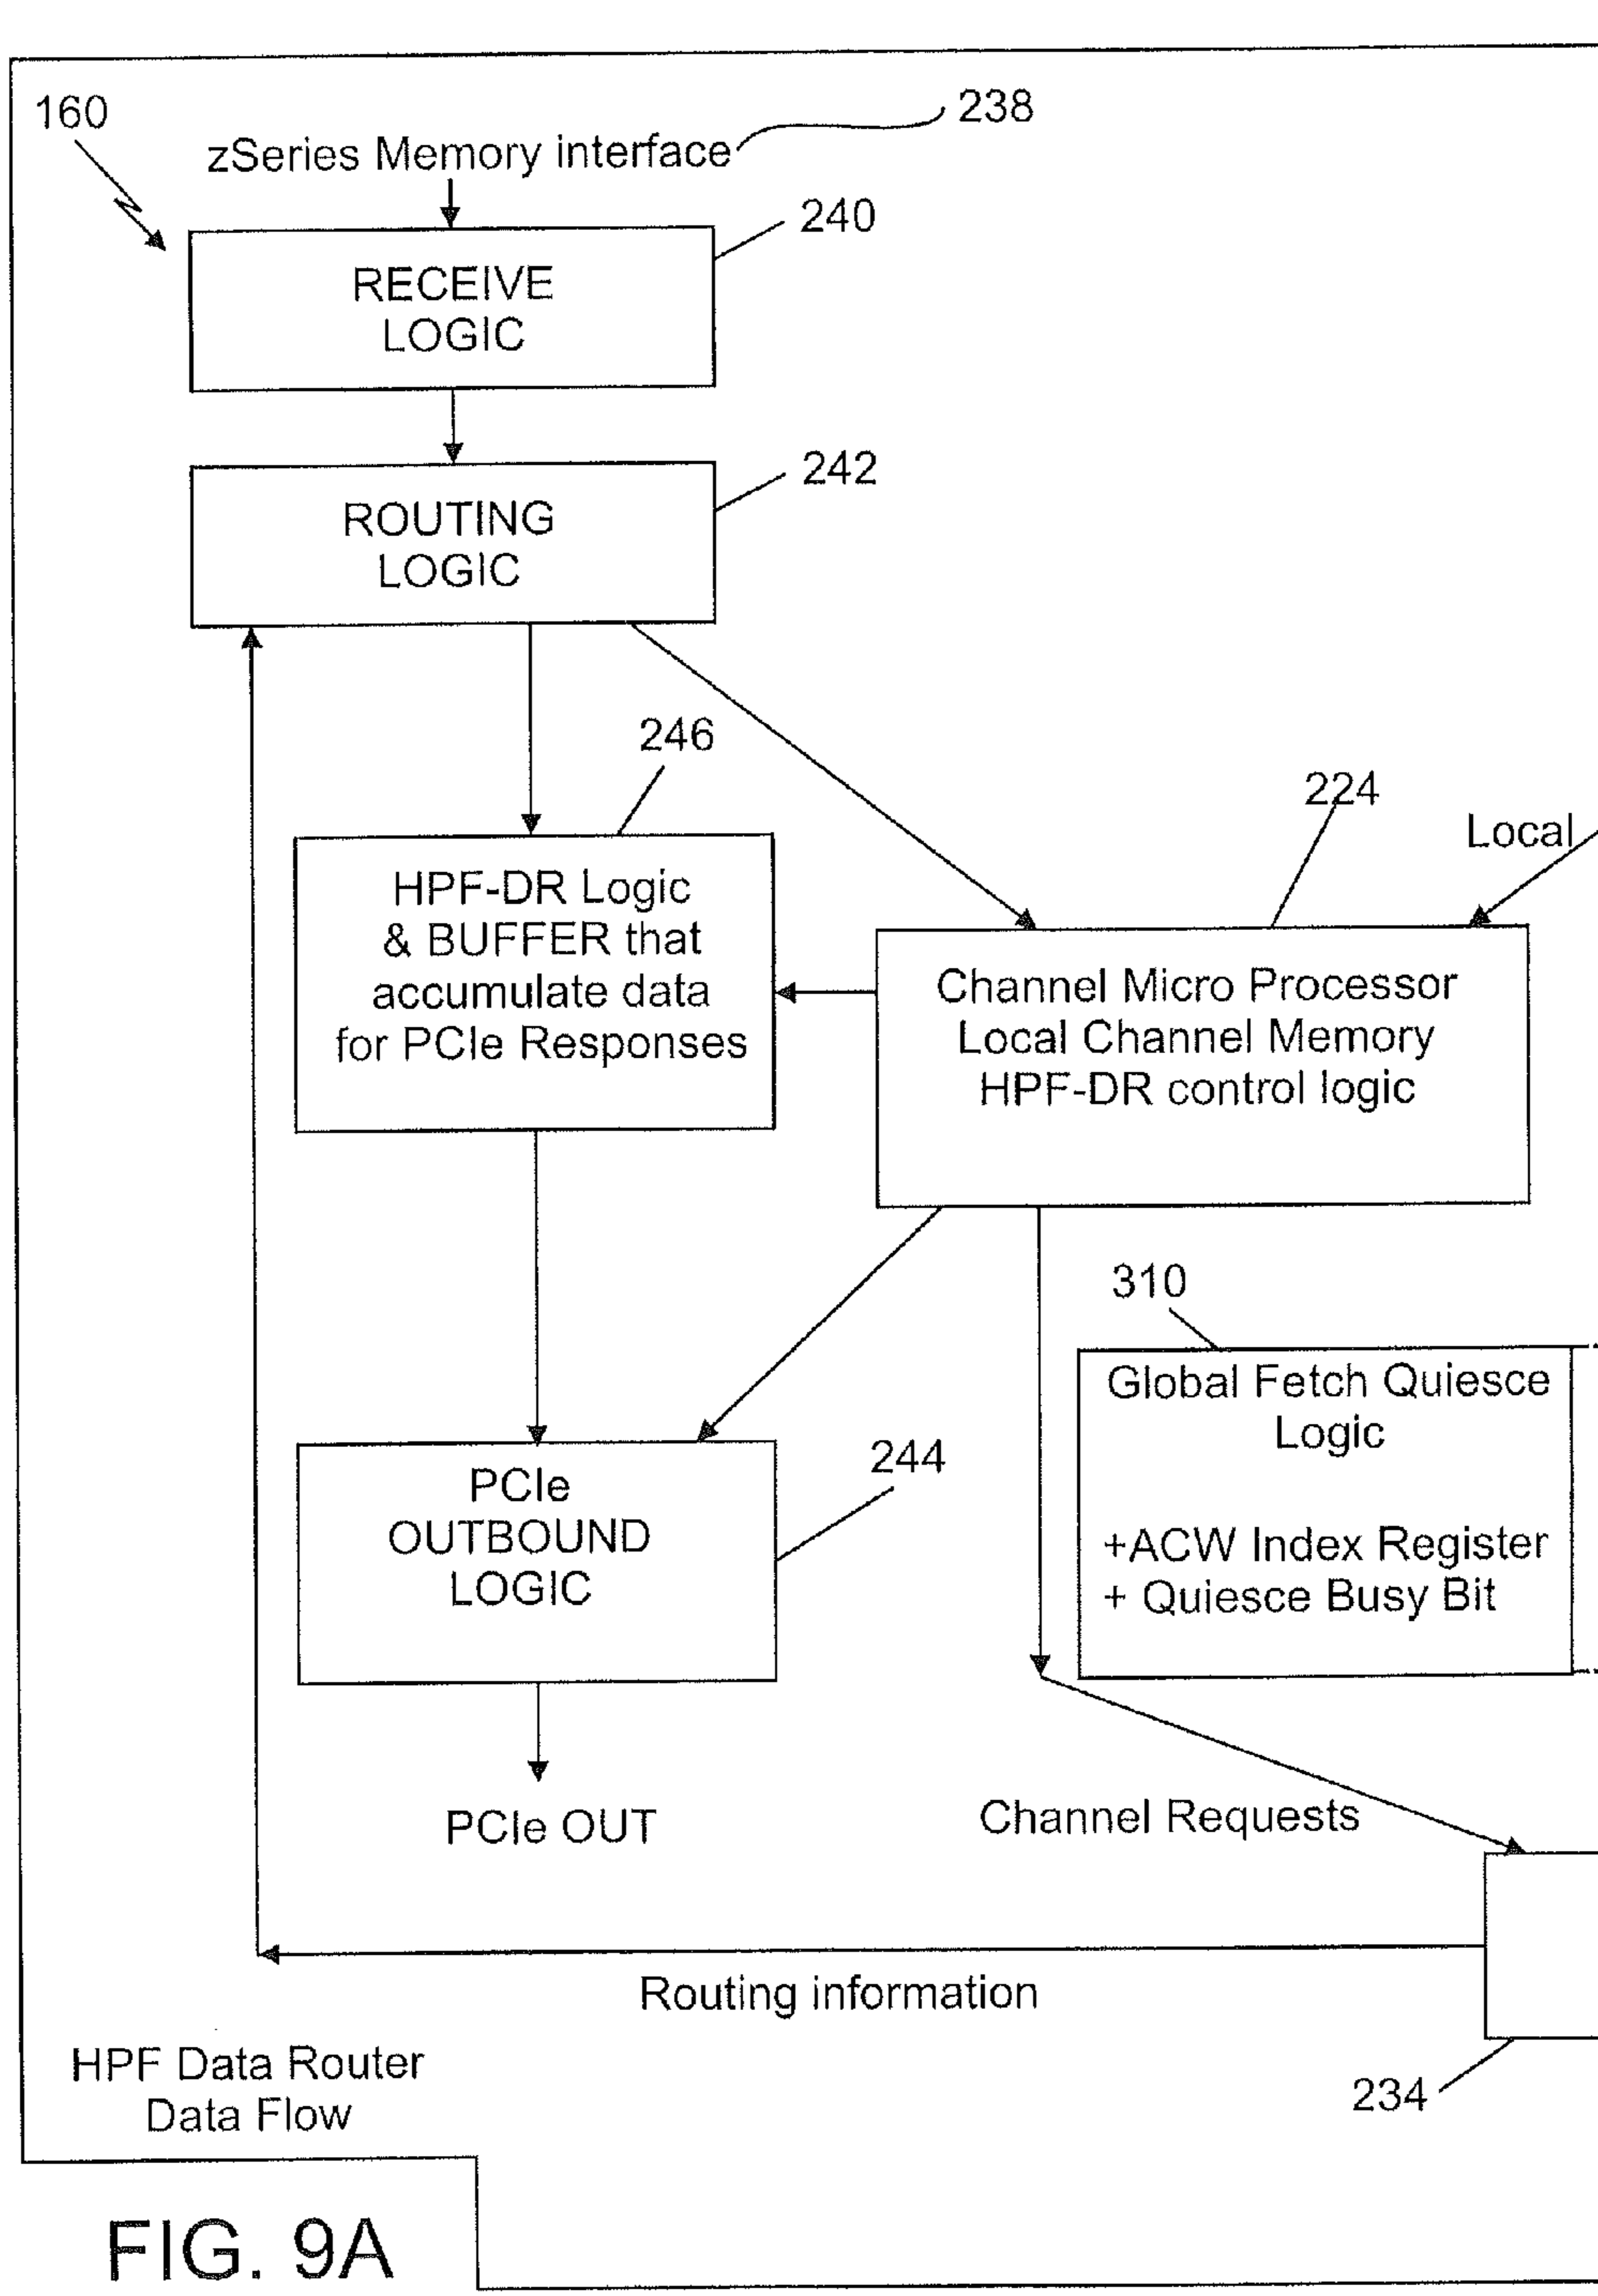 160
238
zSeries Memory interface
240
RECEIVE
LOGIC
242
ROUTING
LOGIC
246
224
Local
HPF-DR Logic
& BUFFER that
accumulate data
for PCIe Responses
Channel Micro Processor
Local Channel Memory
HPF-DR control logic
310
Global Fetch Quiesce
Logic
+ACW Index Register
+ Quiesce Busy Bit
244
PCIe
OUTBOUND
LOGIC
PCIe OUT
Channel Requests
Routing information
234
HPF Data Router
Data Flow
FIG. 9A